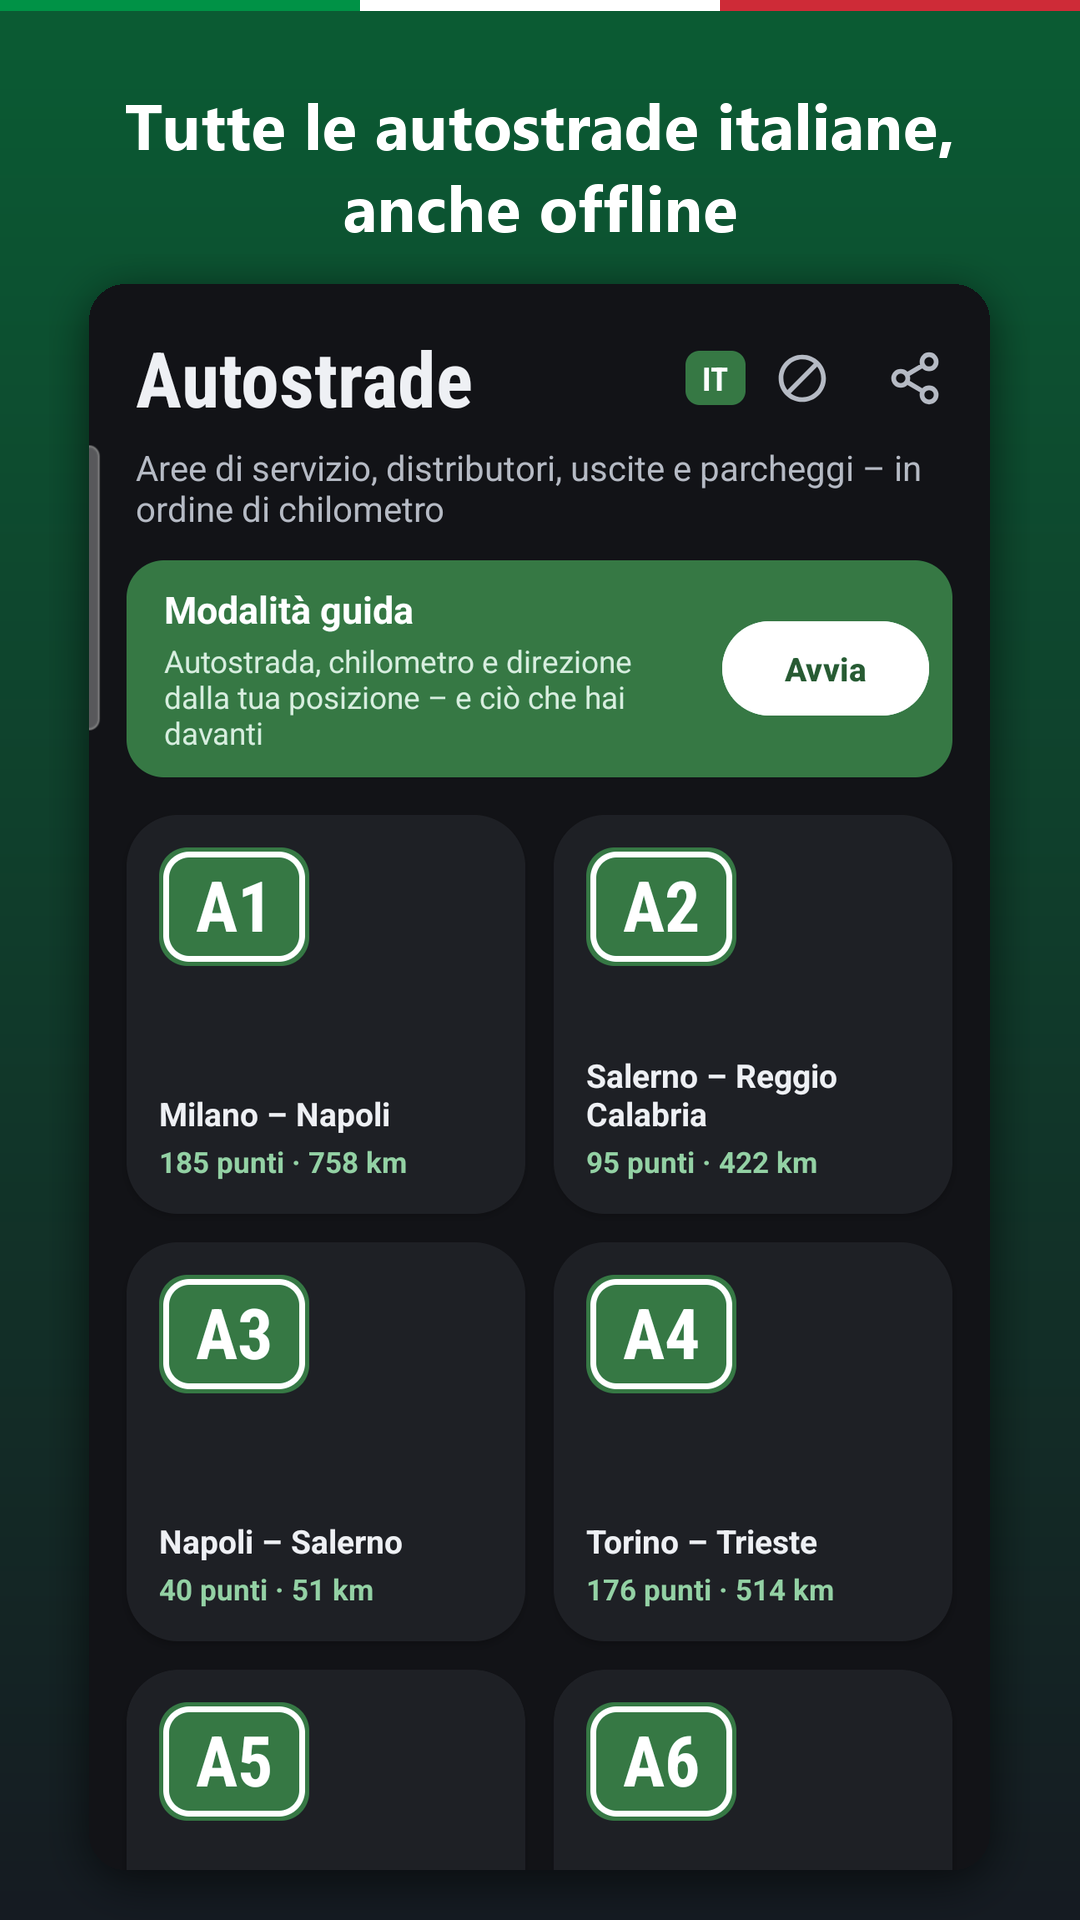 Tutte le autostrade italiane,
anche offline
Autostrade
IT
Aree di servizio, distributori, uscite e parcheggi – in
ordine di chilometro
Modalità guida
Autostrada, chilometro e direzione
dalla tua posizione – e ciò che hai
davanti
Avvia
A1
Milano – Napoli
185 punti · 758 km
A2
Salerno – Reggio
Calabria
95 punti · 422 km
A3
Napoli – Salerno
40 punti · 51 km
A4
Torino – Trieste
176 punti · 514 km
A5
A6